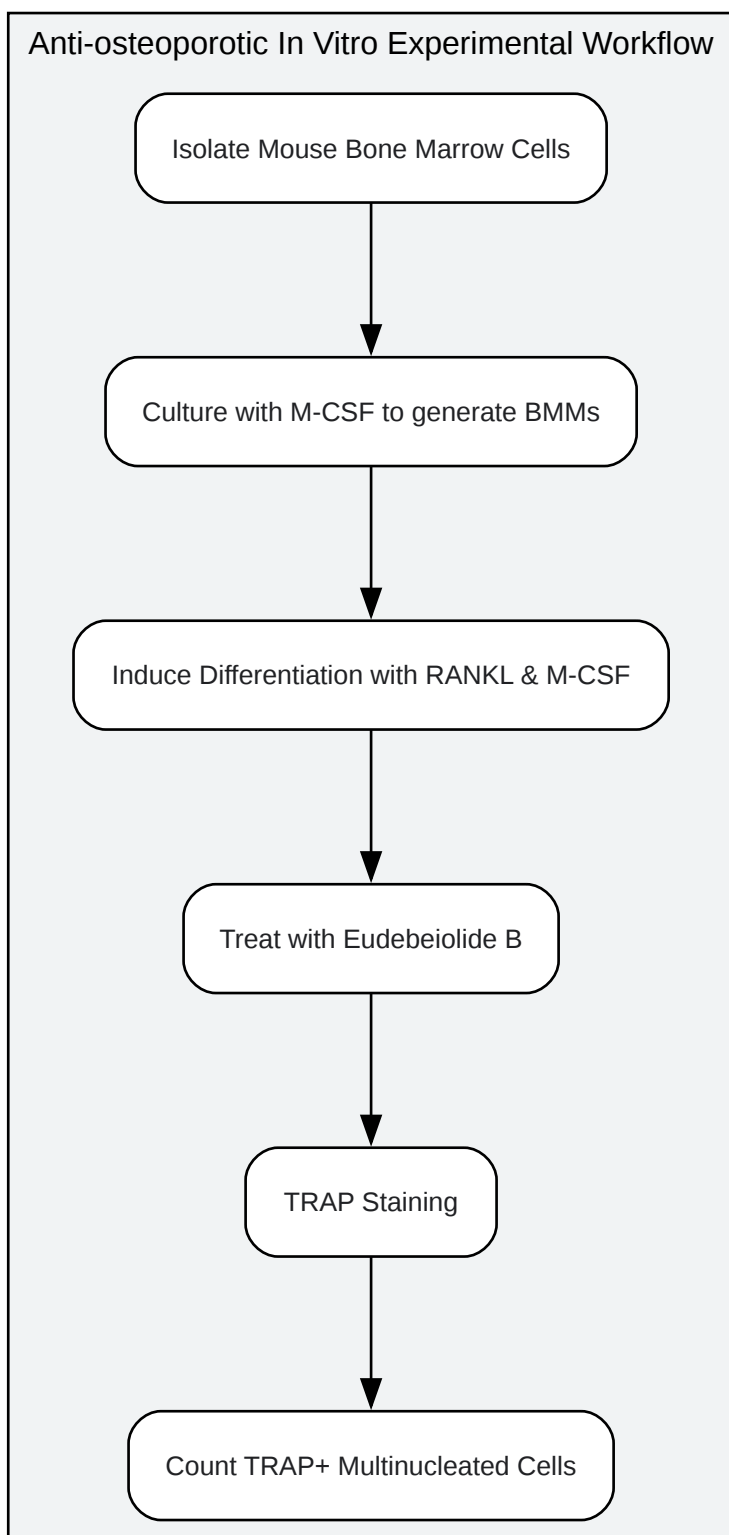 Anti-osteoporotic In Vitro Experimental Workflow
Isolate Mouse Bone Marrow Cells
Culture with M-CSF to generate BMMs
Induce Differentiation with RANKL & M-CSF
Treat with Eudebeiolide B
TRAP Staining
Count TRAP+ Multinucleated Cells